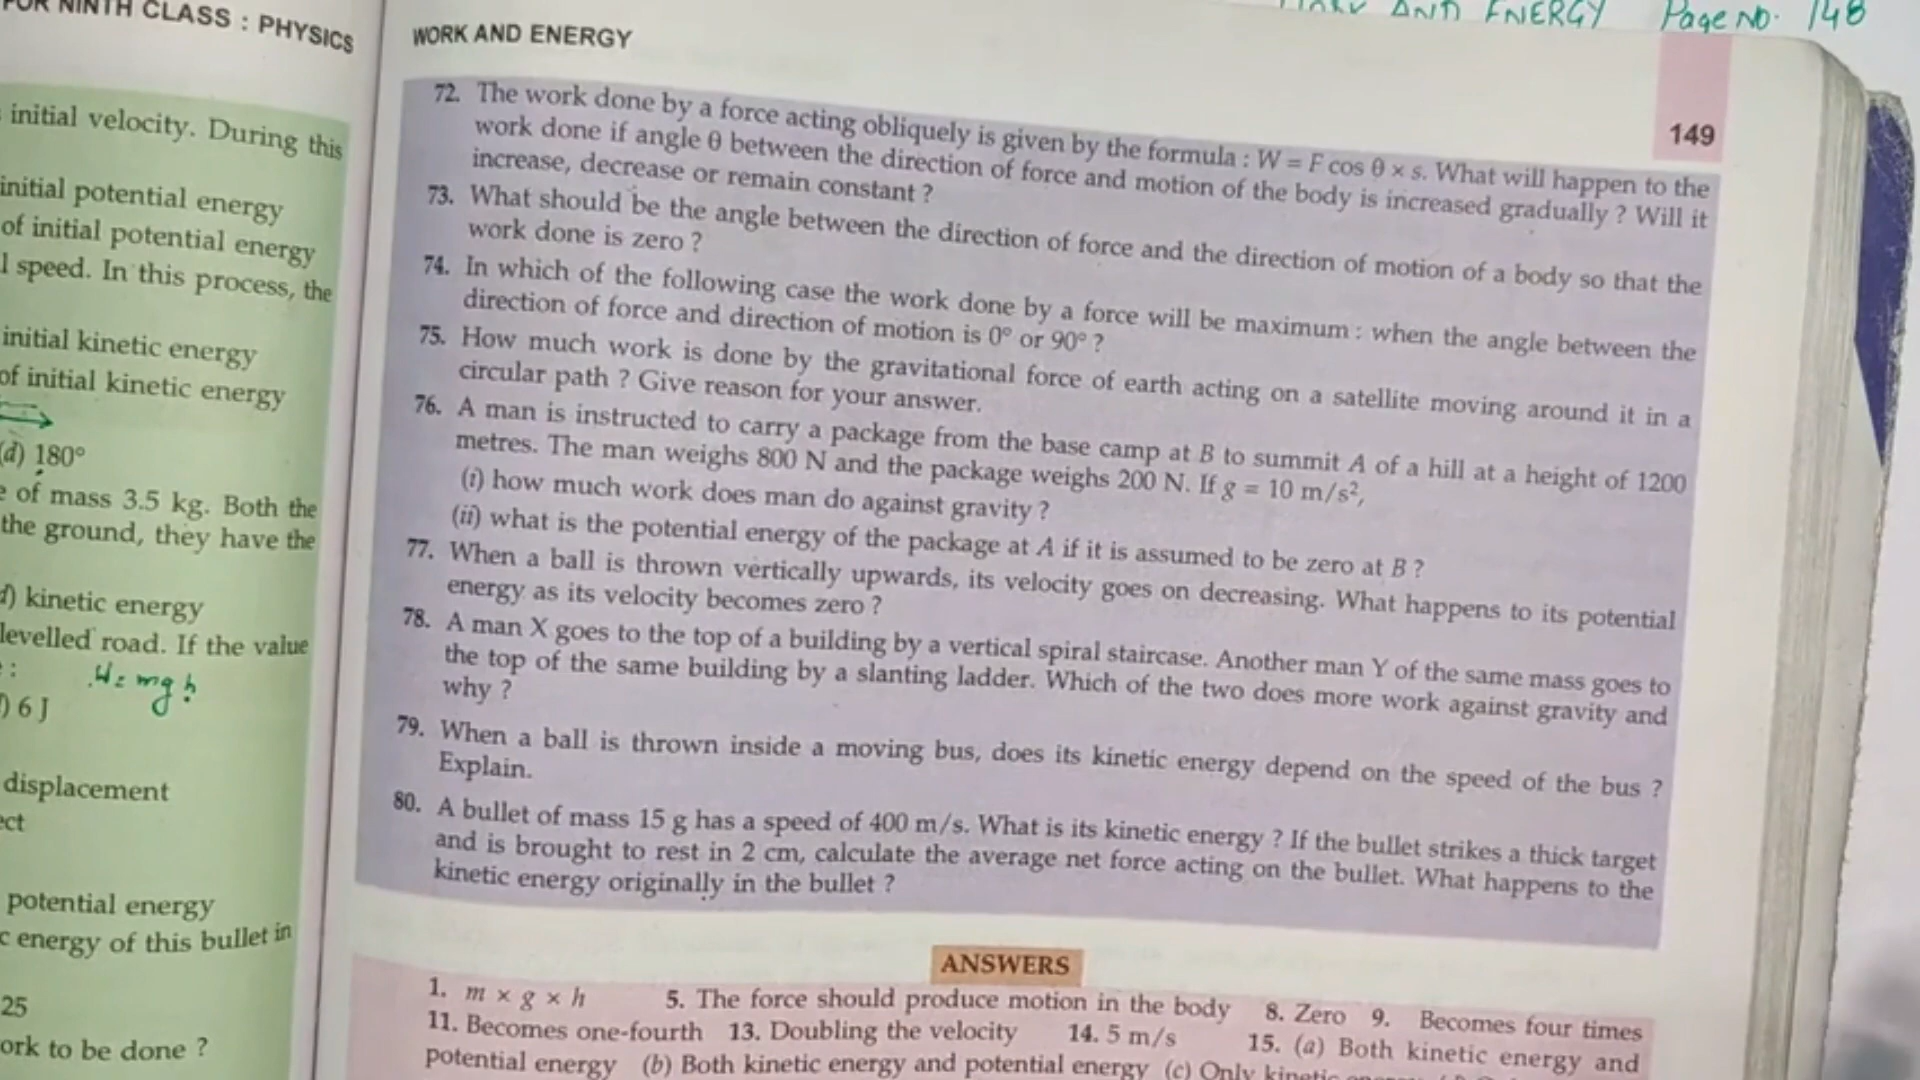 FOR NINTH CLASS : PHYSICS
initial velocity. During this
initial potential energy
of initial potential energy
l speed. In this process, the
initial kinetic energy
of initial kinetic energy
(d) 180°
of mass 3.5 kg. Both the
the ground, they have the
kinetic energy
levelled road. If the value
:
W = mgh
) 6 J
displacement
ect
potential energy
c energy of this bullet in
25
ork to be done ?
AND ENERGY Page No. 148
WORK AND ENERGY
149
72. The work done by a force acting obliquely is given by the formula : W = F cos θ × s. What will happen to the
work done if angle θ between the direction of force and motion of the body is increased gradually ? Will it
increase, decrease or remain constant ?
73. What should be the angle between the direction of force and the direction of motion of a body so that the
work done is zero ?
74. In which of the following case the work done by a force will be maximum : when the angle between the
direction of force and direction of motion is 0° or 90° ?
75. How much work is done by the gravitational force of earth acting on a satellite moving around it in a
circular path ? Give reason for your answer.
76. A man is instructed to carry a package from the base camp at B to summit A of a hill at a height of 1200
metres. The man weighs 800 N and the package weighs 200 N. If g = 10 m/s²,
(i) how much work does man do against gravity ?
(ii) what is the potential energy of the package at A if it is assumed to be zero at B ?
77. When a ball is thrown vertically upwards, its velocity goes on decreasing. What happens to its potential
energy as its velocity becomes zero ?
78. A man X goes to the top of a building by a vertical spiral staircase. Another man Y of the same mass goes to
the top of the same building by a slanting ladder. Which of the two does more work against gravity and
why ?
79. When a ball is thrown inside a moving bus, does its kinetic energy depend on the speed of the bus ?
Explain.
80. A bullet of mass 15 g has a speed of 400 m/s. What is its kinetic energy ? If the bullet strikes a thick target
and is brought to rest in 2 cm, calculate the average net force acting on the bullet. What happens to the
kinetic energy originally in the bullet ?
ANSWERS
1. m × g × h 5. The force should produce motion in the body 8. Zero 9. Becomes four times
11. Becomes one-fourth 13. Doubling the velocity 14. 5 m/s 15. (a) Both kinetic energy and
potential energy (b) Both kinetic energy and potential energy (c) Only kinetic